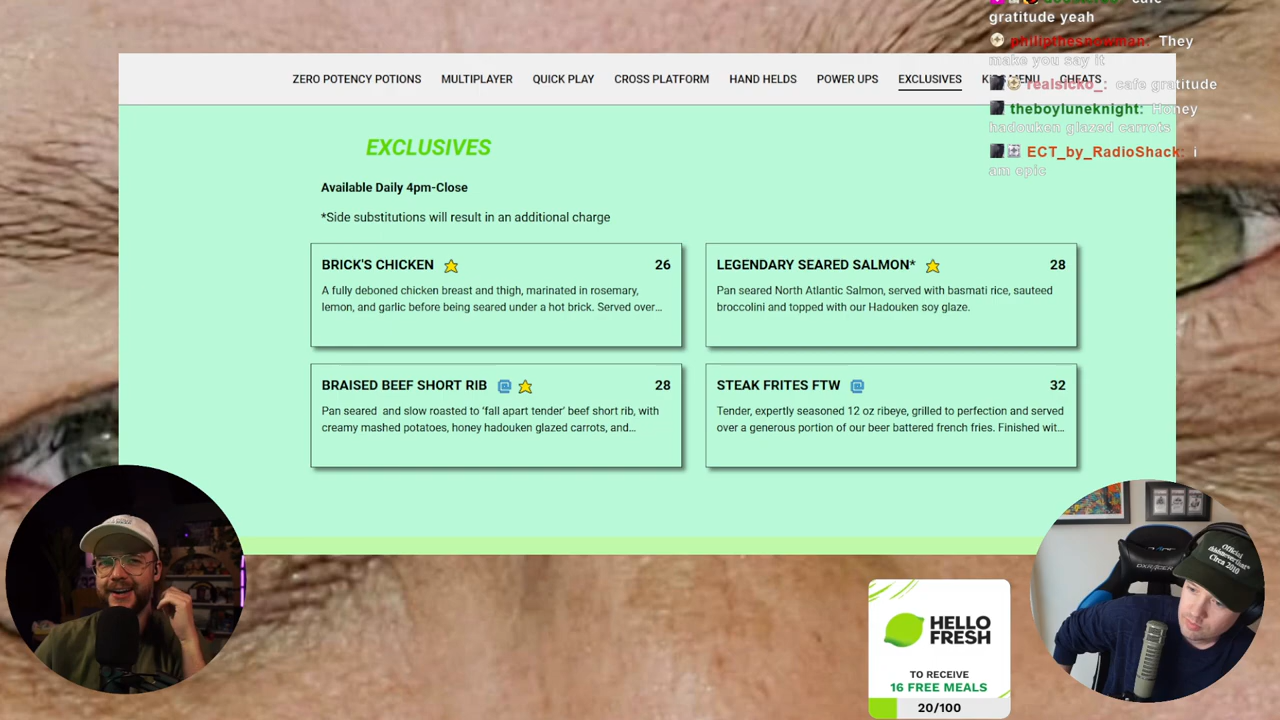 gratitude yeah
philipthesnowman: They
make you say it
realsicko_: cafe gratitude
theboyluneknight: Honey
hadouken glazed carrots
ECT_by_RadioShack: i
am epic
ZERO POTENCY POTIONS MULTIPLAYER QUICK PLAY CROSS PLATFORM HAND HELDS POWER UPS EXCLUSIVES MENU CHEATS
EXCLUSIVES
Available Daily 4pm-Close
*Side substitutions will result in an additional charge
BRICK'S CHICKEN 26
A fully deboned chicken breast and thigh, marinated in rosemary,
lemon, and garlic before being seared under a hot brick. Served over…
LEGENDARY SEARED SALMON* 28
Pan seared North Atlantic Salmon, served with basmati rice, sauteed
broccolini and topped with our Hadouken soy glaze.
BRAISED BEEF SHORT RIB 28
Pan seared and slow roasted to 'fall apart tender' beef short rib, with
creamy mashed potatoes, honey hadouken glazed carrots, and…
STEAK FRITES FTW 32
Tender, expertly seasoned 12 oz ribeye, grilled to perfection and served
over a generous portion of our beer battered french fries. Finished wit…
Official
Circa 2010
HELLO
FRESH
TO RECEIVE
16 FREE MEALS
20/100